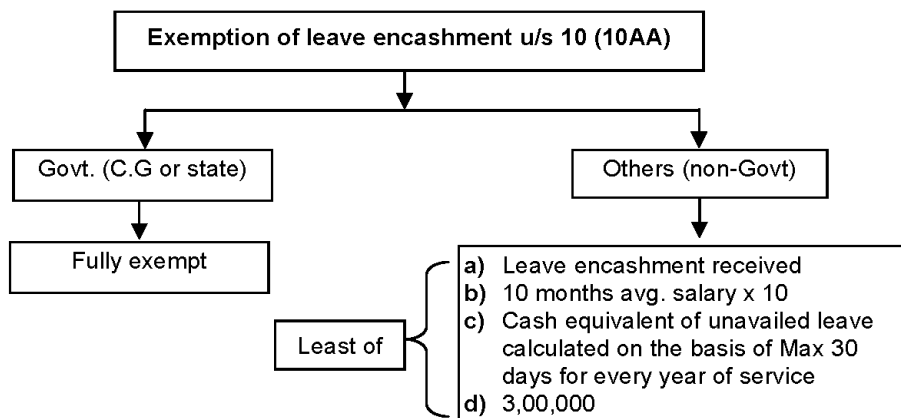 Exemption of leave encashment u/s 10 (10AA)
Govt. (C.G or state)
Others (non-Govt)
Fully exempt
Least of
a) Leave encashment received
b) 10 months avg. salary x 10
c) Cash equivalent of unavailed leave
calculated on the basis of Max 30
days for every year of service
d) 3,00,000